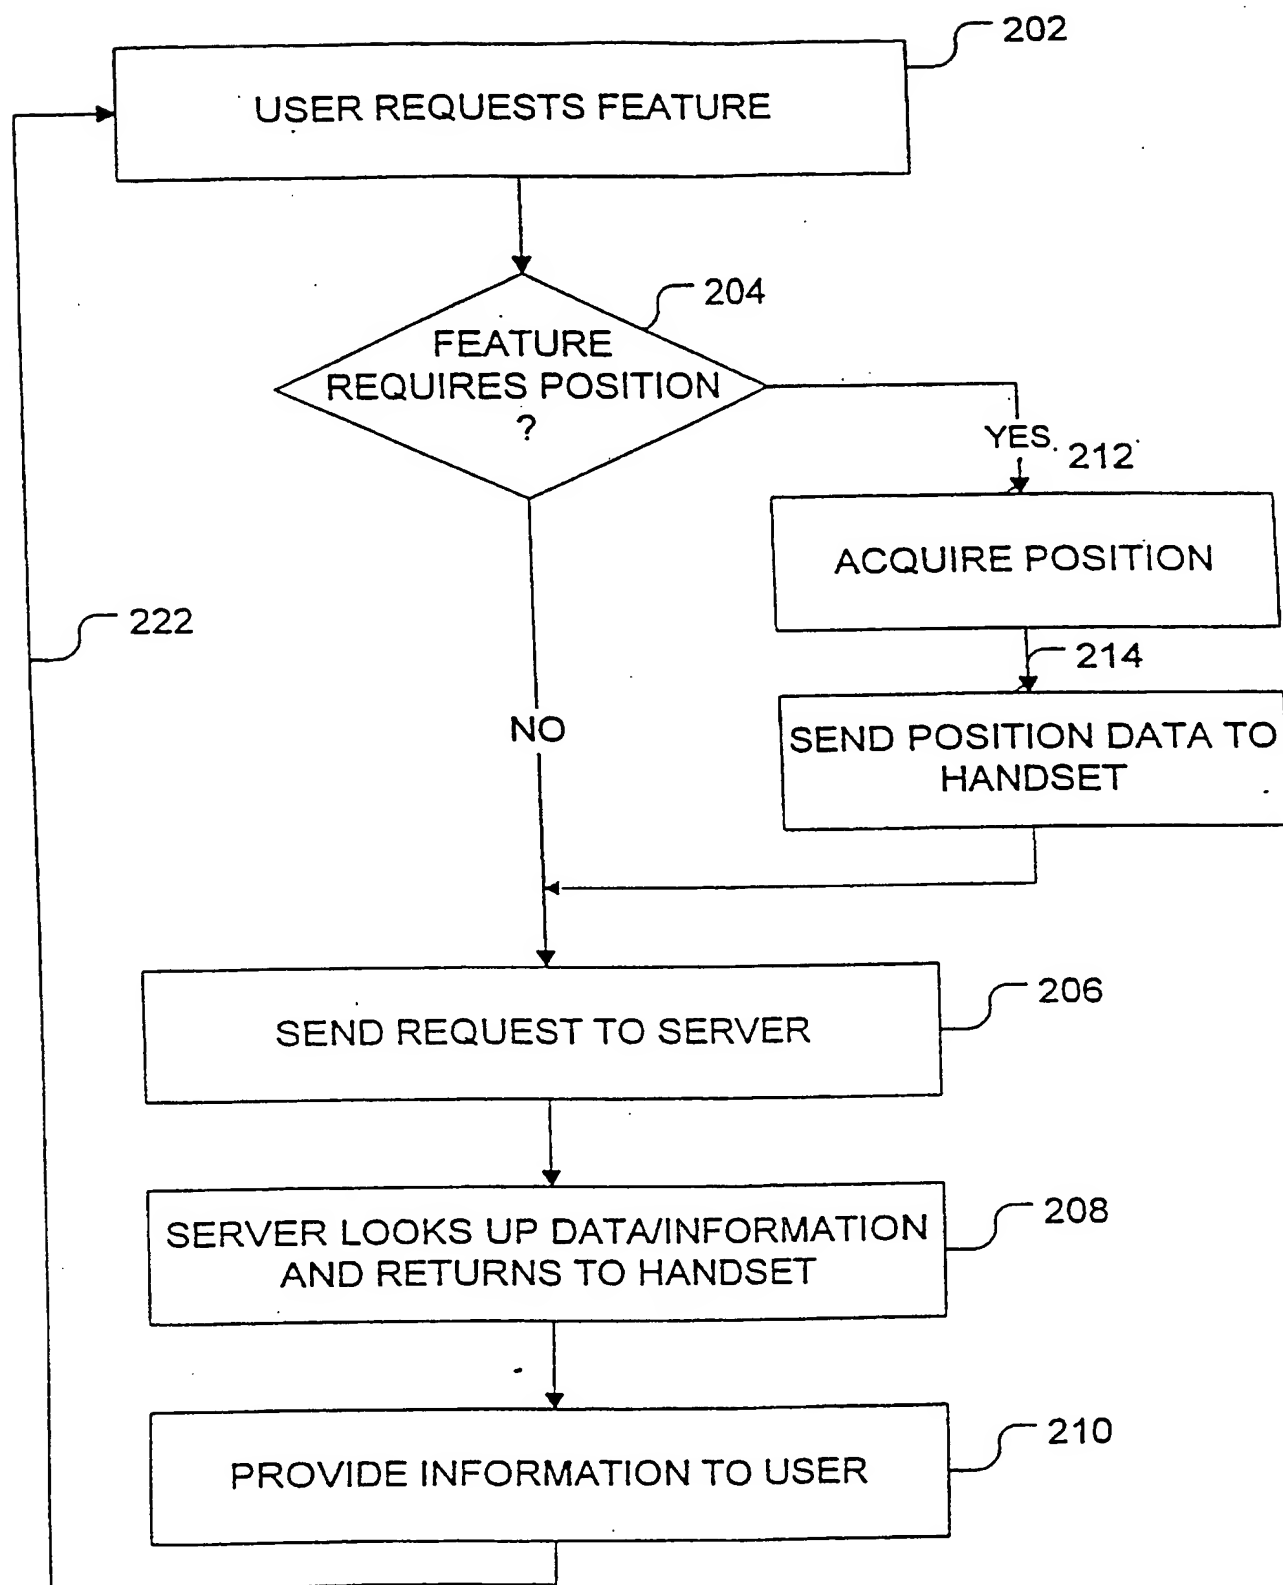 202
USER REQUESTS FEATURE
204
FEATURE
REQUIRES POSITION
?
YES
212
ACQUIRE POSITION
222
214
SEND POSITION DATA TO
HANDSET
NO
206
SEND REQUEST TO SERVER
208
SERVER LOOKS UP DATA/INFORMATION
AND RETURNS TO HANDSET
210
PROVIDE INFORMATION TO USER